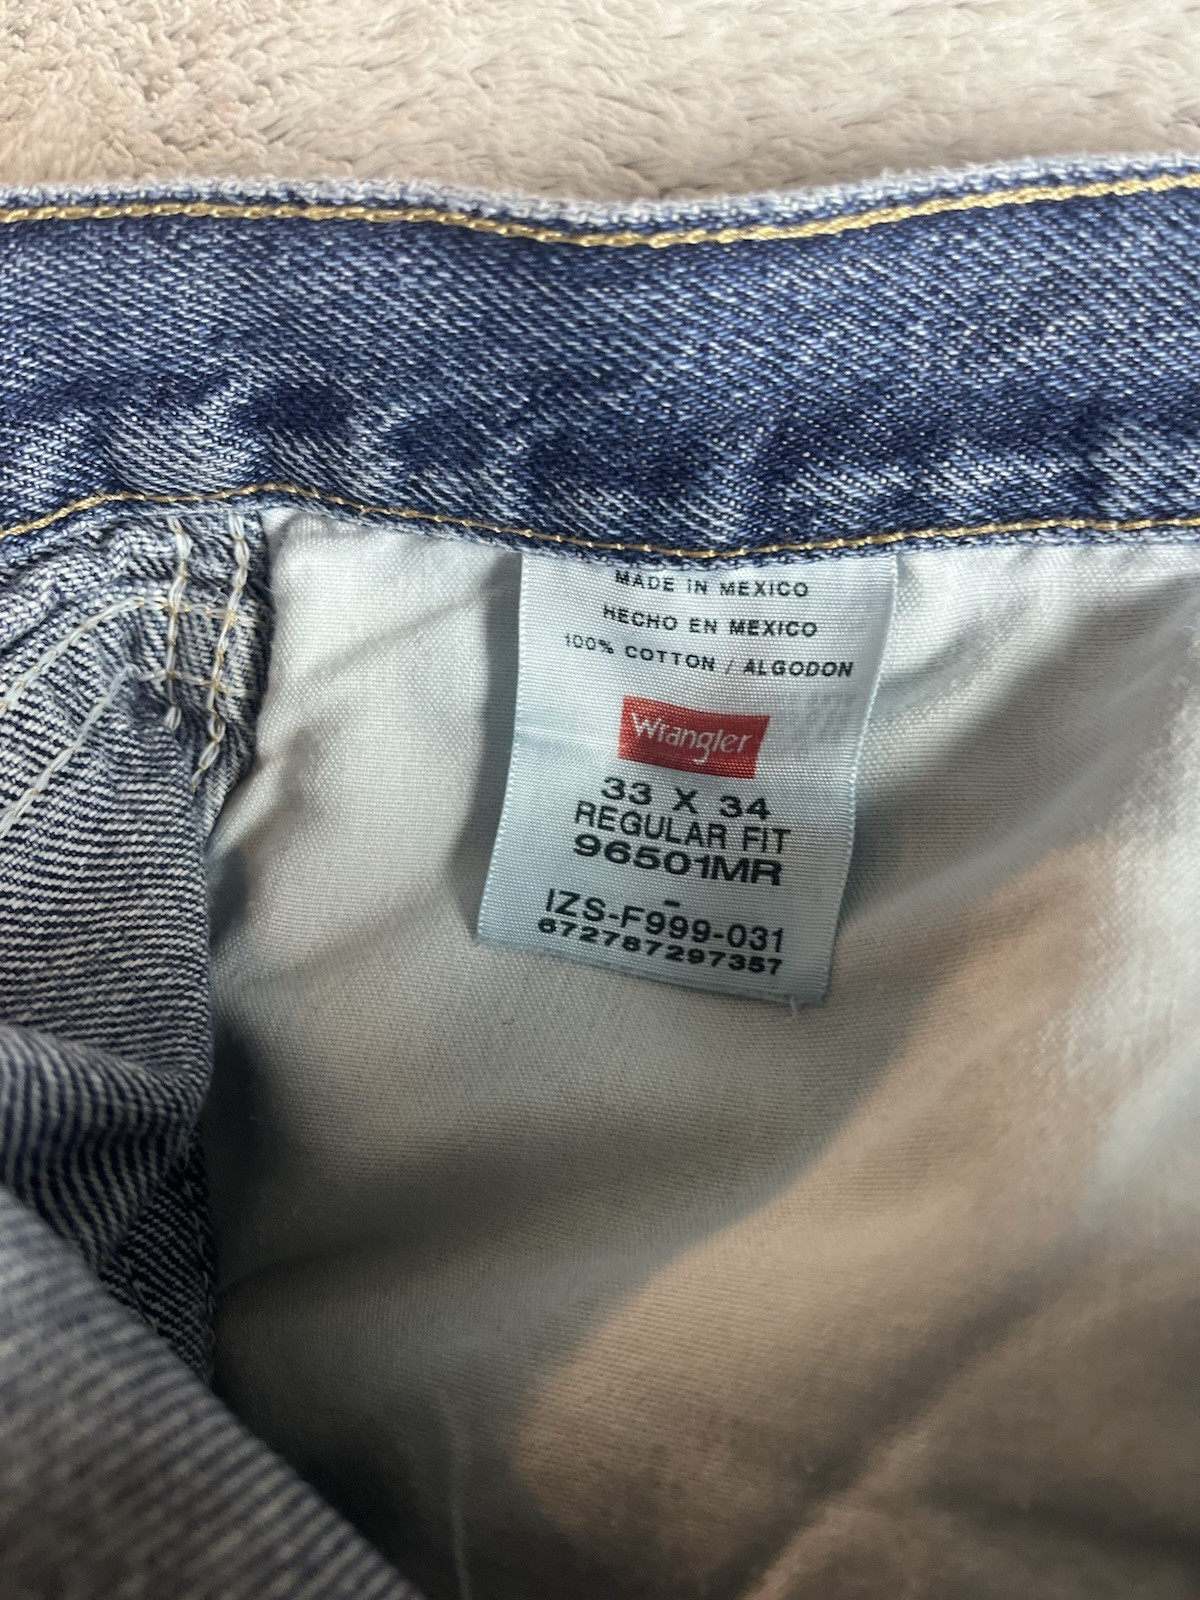 MADE IN MEXICO
HECHO EN MEXICO
100% COTTON / ALGODON
Wrangler
33 X 34
REGULAR FIT
96501MR
-
IZS-F999-031
672787297357